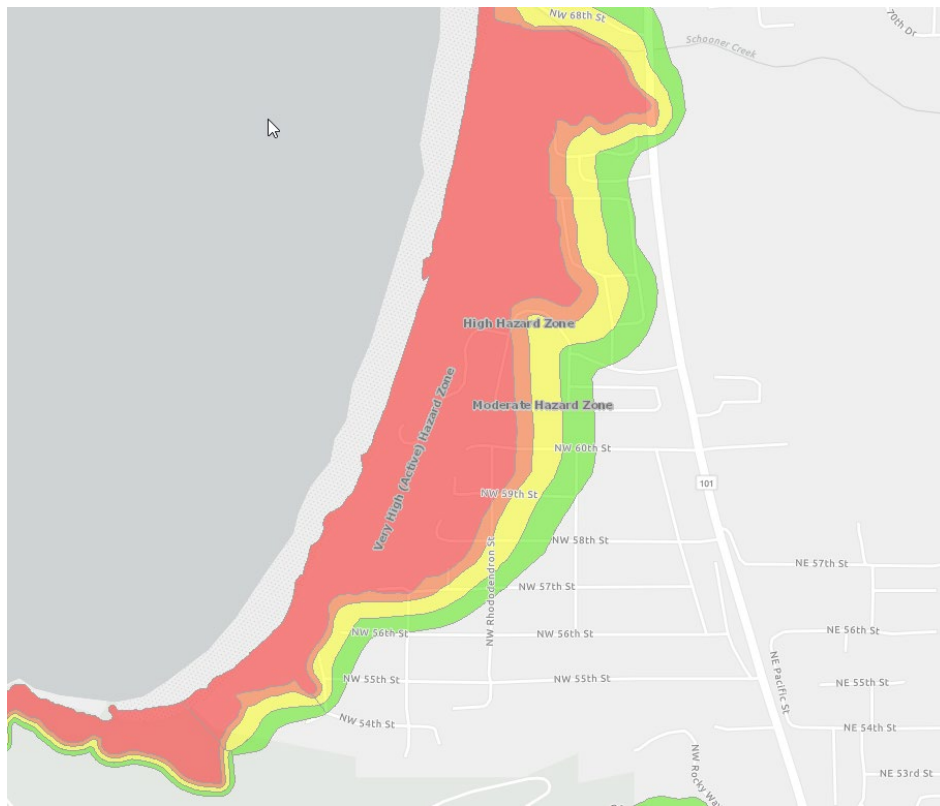 NW 68th St
70th Dr
Schooner Creek
High Hazard Zone
Very High (Active) Hazard Zone
Moderate Hazard Zone
NW 60th St
101
NW 59th St
NW 58th St
NW Rhododendron St
NE 57th St
NW 57th St
NW 56th St
NW 56th St
NE 56th St
NE Pacific St
NW 55th St
NW 55th St
NE 55th St
NW 54th St
NE 54th St
NW Rocky Way
NE 53rd St